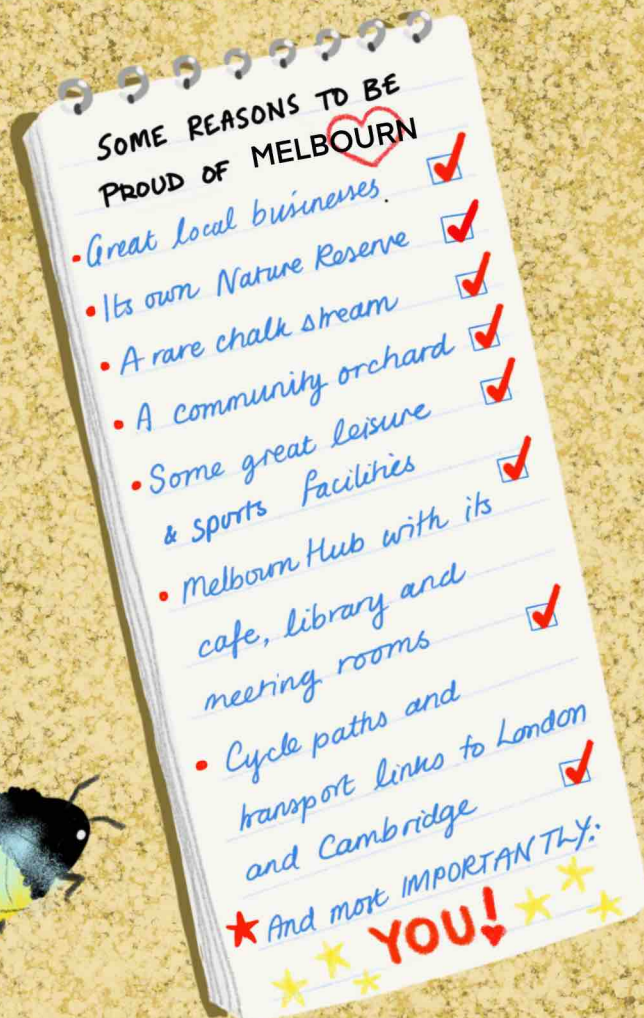 SOME REASONS TO BE
PROUD OF MELBOURN
Great local businesses.
Its own Nature Reserve
A rare chalk stream
A community orchard
Some great leisure
& sports facilities
Melbourn Hub with its
cafe, library and
meeting rooms
Cycle paths and
transport links to London
and Cambridge
And most IMPORTANTLY:
YOU!